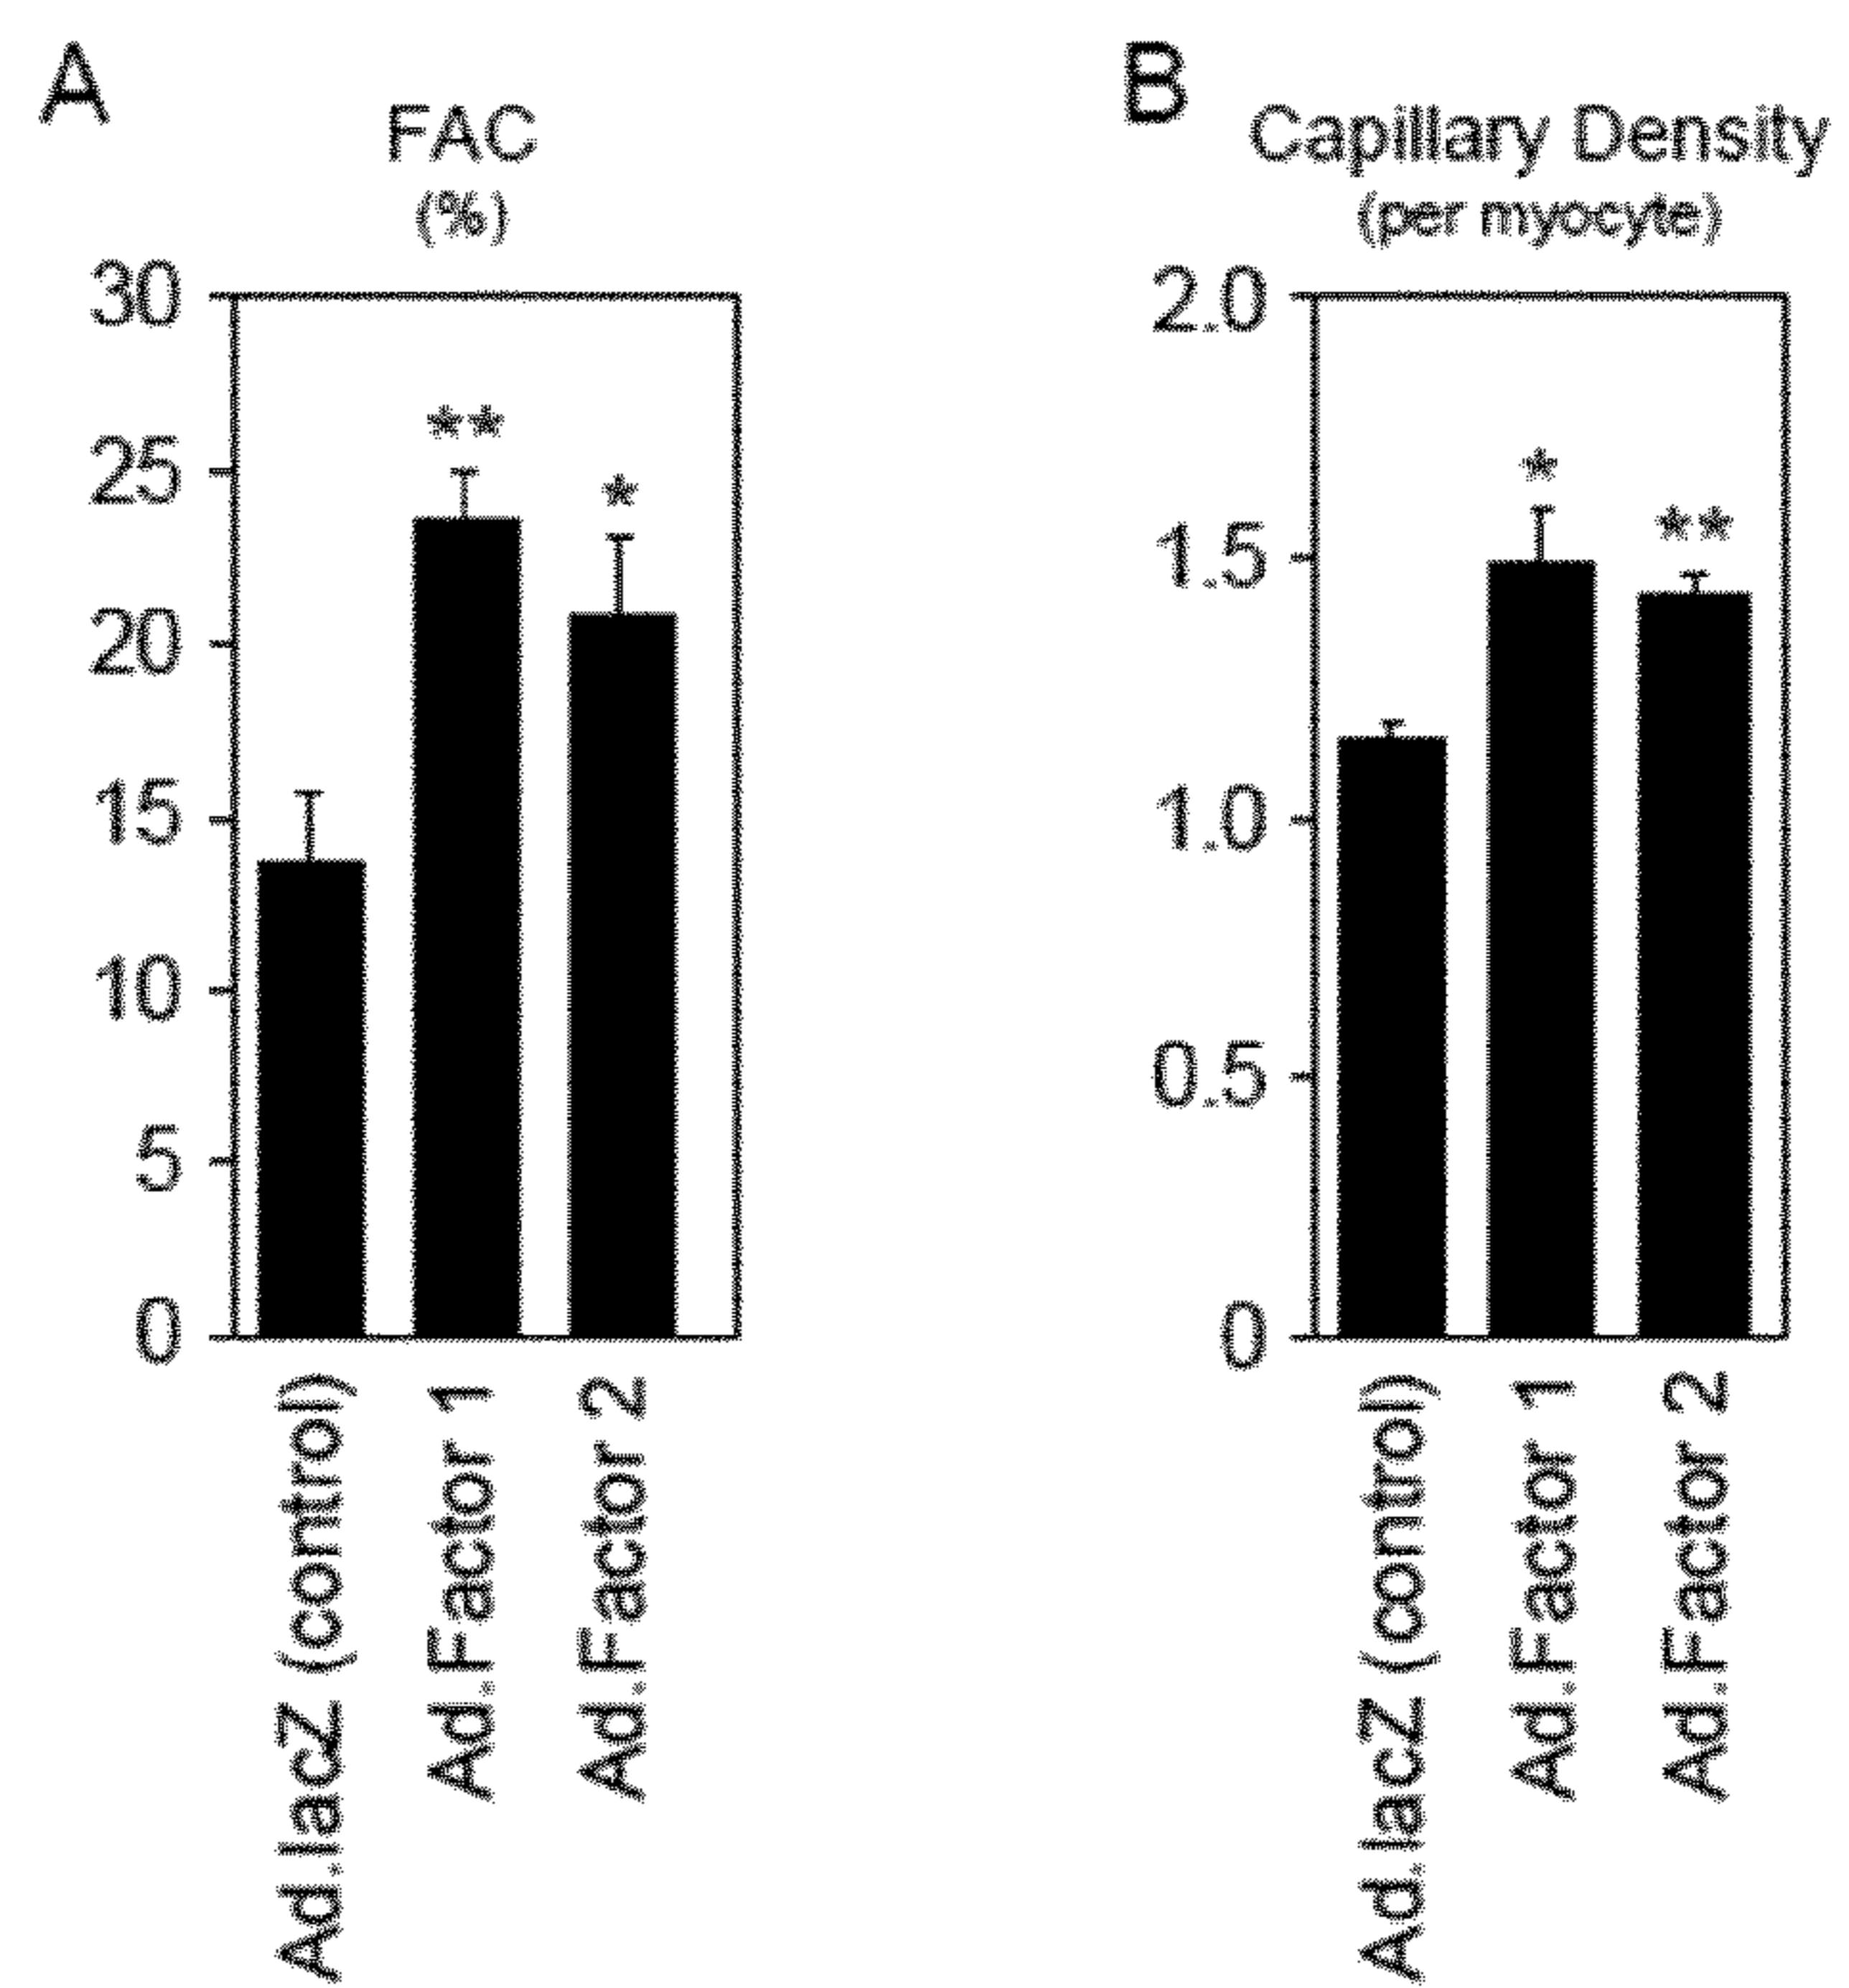 A
FAC
(%)
30
25
20
15
10
5
0
**
*
Ad.lacZ (control)
Ad.Factor 1
Ad.Factor 2
B
Capillary Density
(per myocyte)
2.0
1.5
1.0
0.5
0
*
**
Ad.lacZ (control)
Ad.Factor 1
Ad.Factor 2